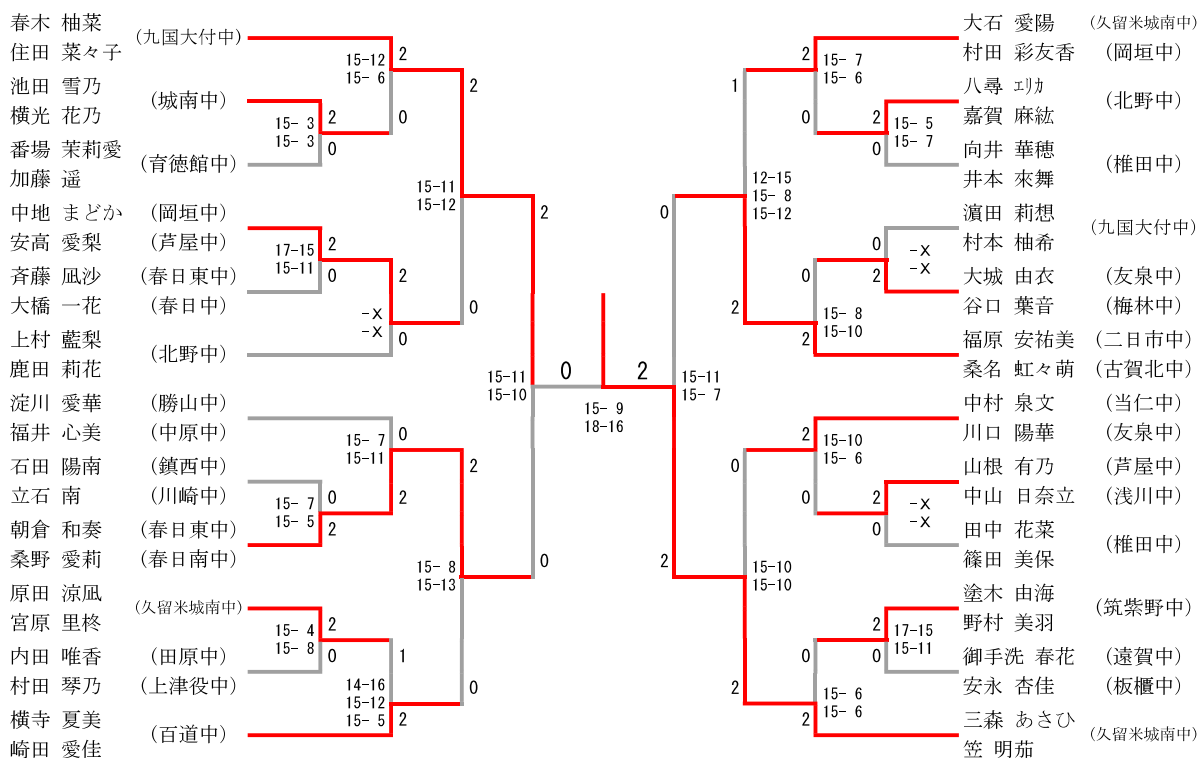 春木 柚菜
(九国大付中)
住田 菜々子
池田 雪乃
(城南中)
横光 花乃
番場 茉莉愛
(育徳館中)
加藤 遥
中地 まどか (岡垣中)
安高 愛梨 (芦屋中)
斉藤 凪沙 (春日東中)
大橋 一花 (春日中)
上村 藍梨
(北野中)
鹿田 莉花
淀川 愛華 (勝山中)
福井 心美 (中原中)
石田 陽南 (鎮西中)
立石 南 (川崎中)
朝倉 和奏 (春日東中)
桑野 愛莉 (春日南中)
原田 涼凪
(久留米城南中)
宮原 里柊
内田 唯香 (田原中)
村田 琴乃 (上津役中)
横寺 夏美
(百道中)
崎田 愛佳
15-12
15- 6
2
0
15- 3
15- 3
2
0
15-11
15-12
2
0
17-15
15-11
2
0
-X
-X
2
0
15-11
15-10
2
0
15- 7
15-11
0
2
15- 7
15- 5
0
2
15- 8
15-13
2
0
15- 4
15- 8
2
0
14-16
15-12
15- 5
1
2
0
2
15- 9
18-16
15-11
15- 7
0
2
12-15
15- 8
15-12
1
2
15- 7
15- 6
2
0
15- 5
15- 7
2
0
-X
-X
0
2
15- 8
15-10
0
2
15-10
15-10
0
2
15-10
15- 6
2
0
-X
-X
2
0
17-15
15-11
2
0
15- 6
15- 6
0
2
大石 愛陽 (久留米城南中)
村田 彩友香 (岡垣中)
八尋 エリカ
(北野中)
嘉賀 麻紘
向井 華穂
(椎田中)
井本 來舞
濵田 莉想
(九国大付中)
村本 柚希
大城 由衣 (友泉中)
谷口 葉音 (梅林中)
福原 安祐美 (二日市中)
桑名 虹々萌 (古賀北中)
中村 泉文 (当仁中)
川口 陽華 (友泉中)
山根 有乃 (芦屋中)
中山 日奈立 (浅川中)
田中 花菜
(椎田中)
篠田 美保
塗木 由海
(筑紫野中)
野村 美羽
御手洗 春花 (遠賀中)
安永 杏佳 (板櫃中)
三森 あさひ
(久留米城南中)
笠 明茄